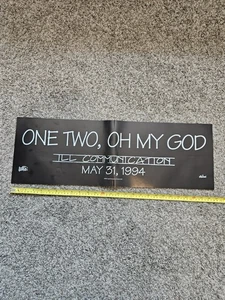 ONE TWO, OH MY GOD
ILL COMMUNICATION
MAY 31, 1994